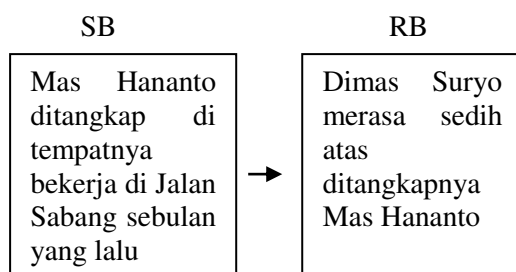 SB
RB
Mas Hananto
ditangkap di
tempatnya
bekerja di Jalan
Sabang sebulan
yang lalu
Dimas Suryo
merasa sedih
atas
ditangkapnya
Mas Hananto